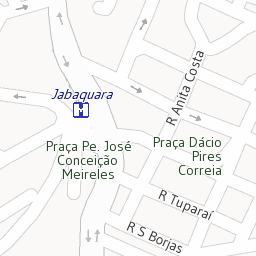 Jabaquara
R Anita Costa
Praça Pe. José
Conceição
Meireles
Praça Dácio
Pires
Correia
R Tuparaí
R S Borjas